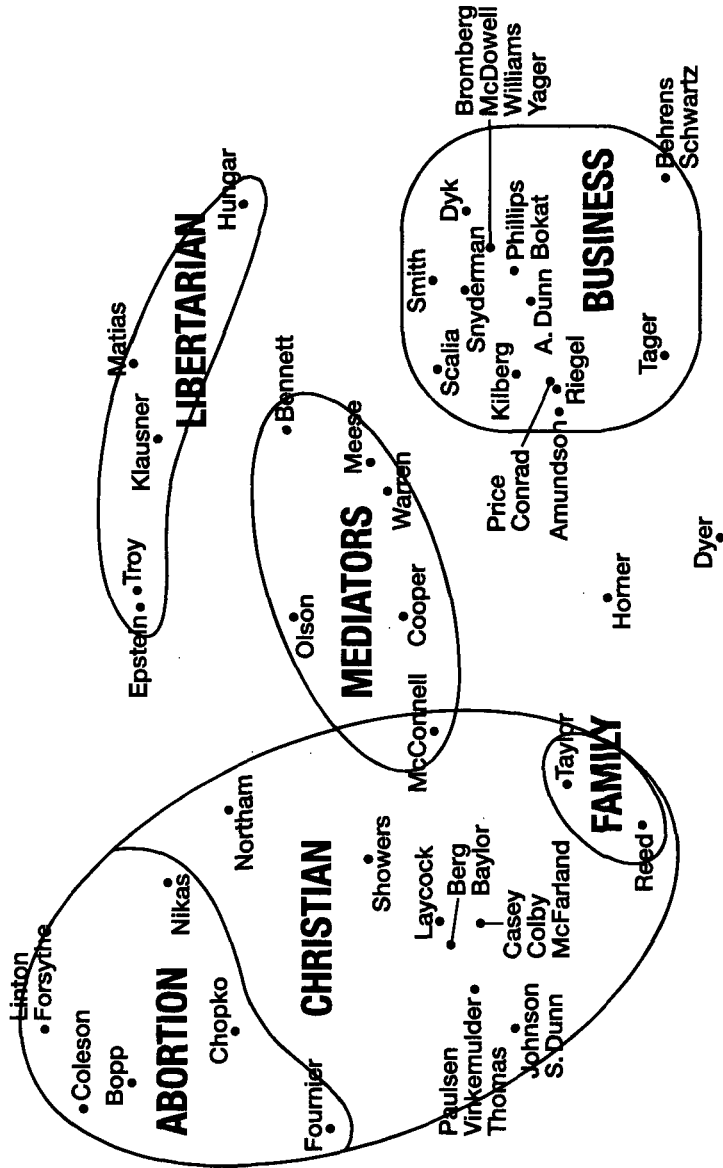 Linton
Forsythe
Coleson
Bopp
ABORTION
Nikas
Chopko
Fournier
Northam
CHRISTIAN
Showers
Laycock
Berg
Baylor
Casey
Colby
McFarland
Paulsen
Vinkemulder
Thomas
Johnson
S. Dunn
Taylor
FAMILY
Reed
Epstein
Troy
Klausner
Matias
LIBERTARIAN
Hungar
Bennett
Olson
MEDIATORS
Meese
Warren
Cooper
McConnell
Horner
Dyer
Scalia
Smith
Dyk
Snyderman
Bromberg
McDowell
Williams
Yager
Kilberg
Phillips
Bokat
A. Dunn
Price
Conrad
Riegel
Amundson
BUSINESS
Tager
Behrens
Schwartz